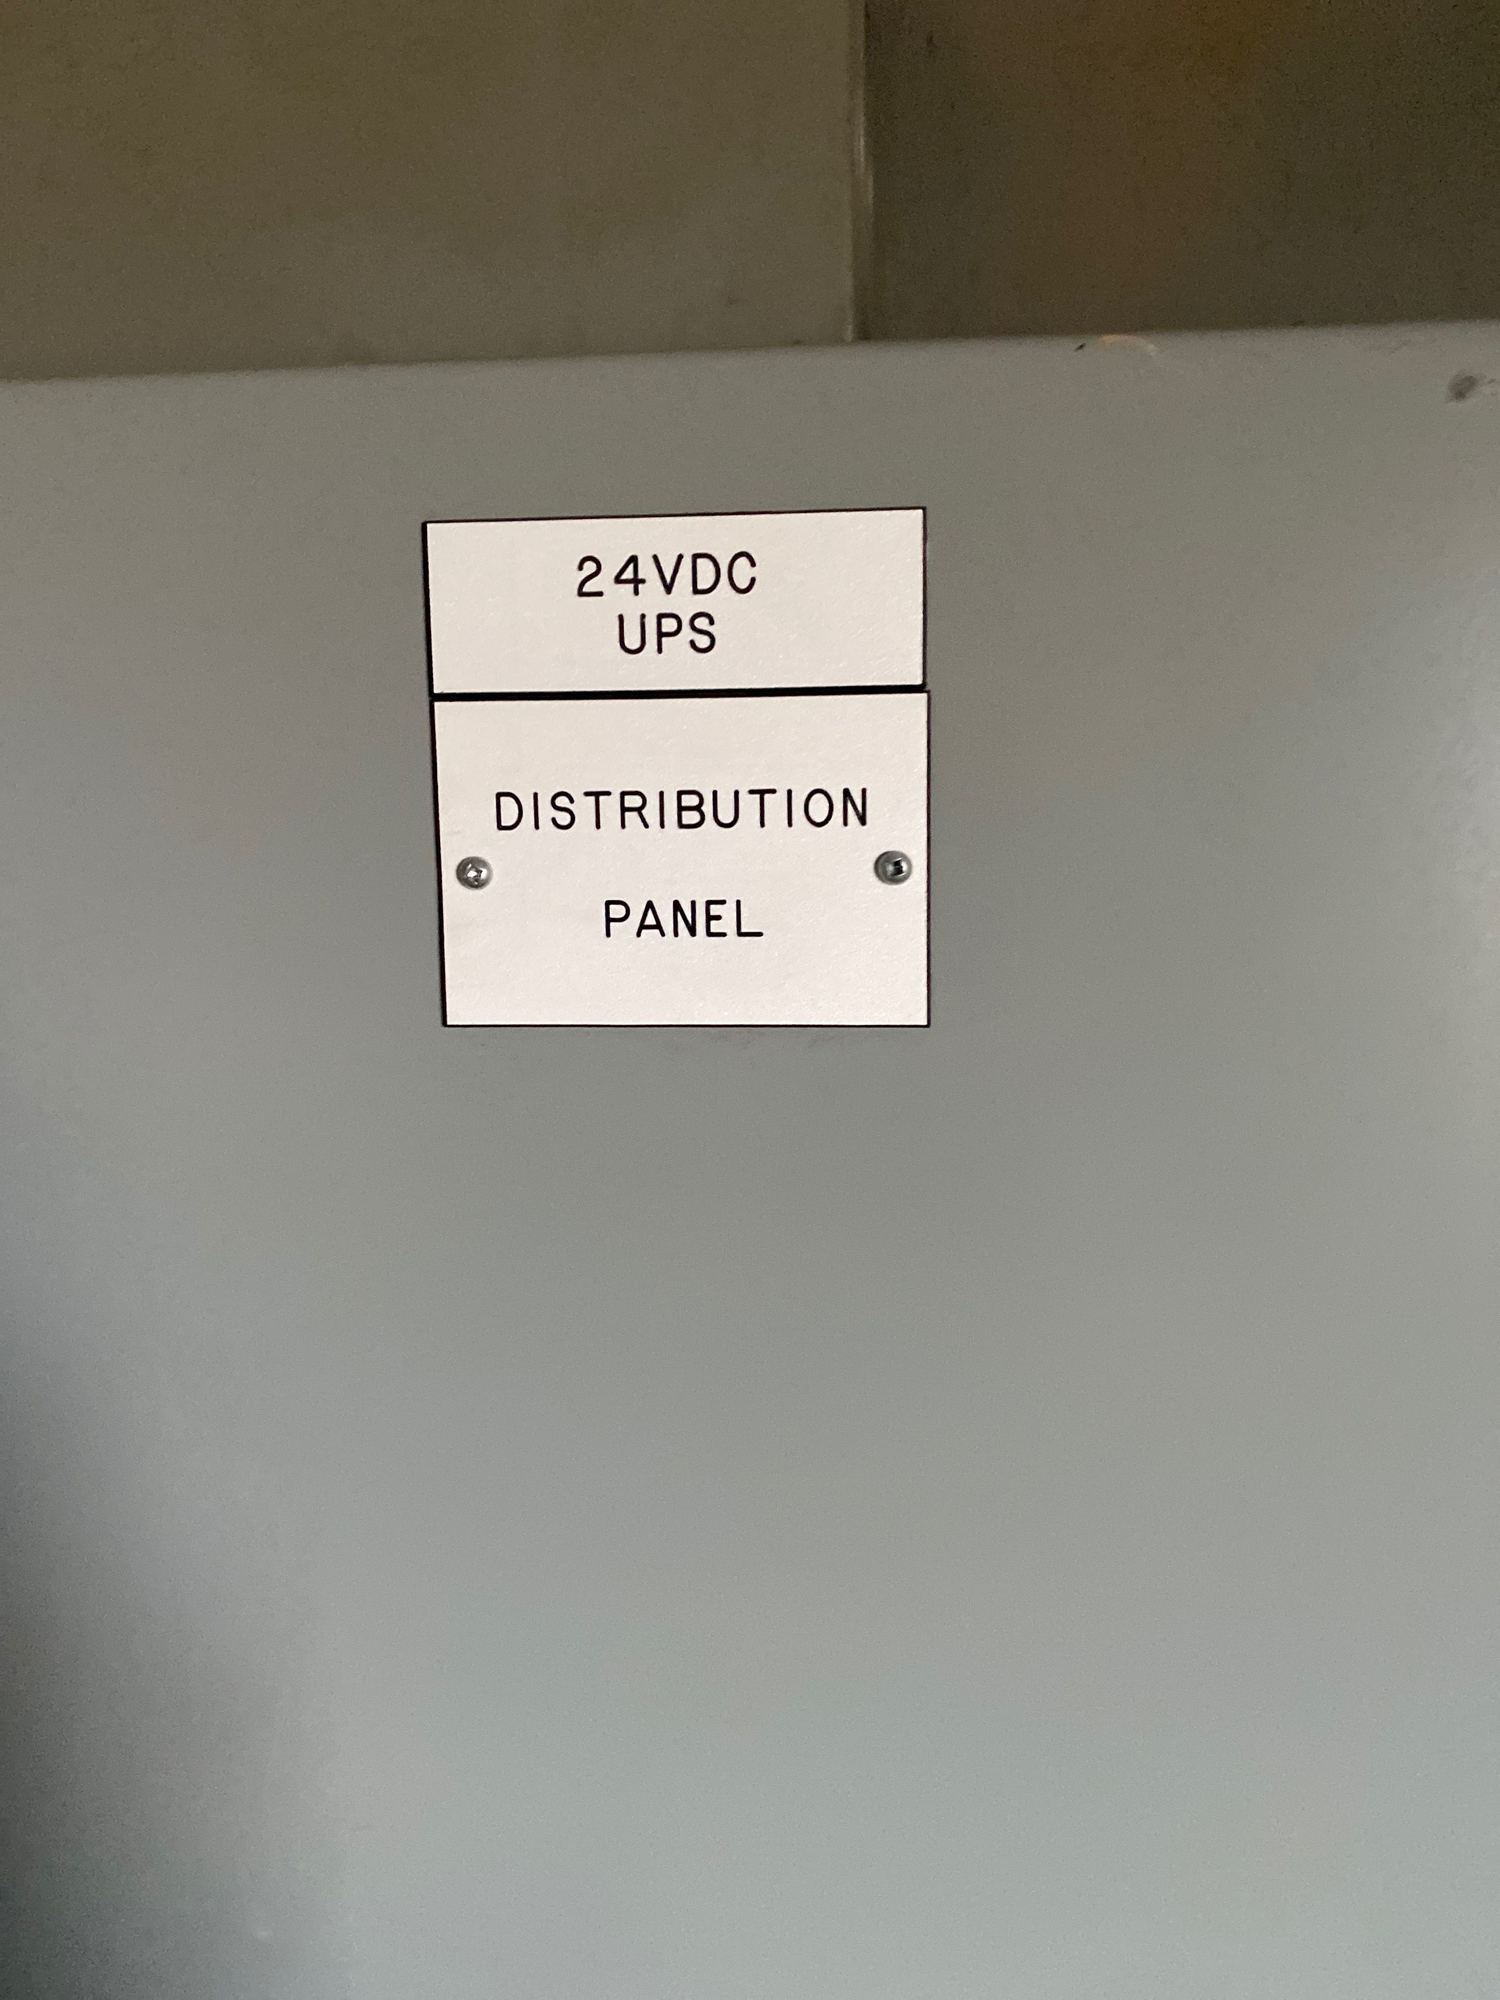 24VDC
UPS
DISTRIBUTION
PANEL